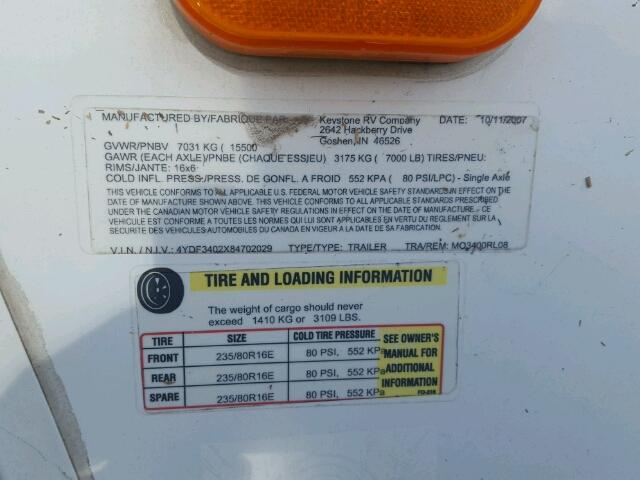 MANUFACTURED BY/FABRIQUE PAR Keystone RV Company DATE: 10/11/2007
2642 Hackberry Drive
Goshen, IN 46526
GVWR/PNBV 7031 KG ( 15500
GAWR (EACH AXLE)/PNBE (CHAQUE ESSIEU) 3175 KG ( 7000 LB) TIRES/PNEU:
RIMS/JANTE: 16x6
COLD INFL. PRESS./PRESS. DE GONFL. A FROID 552 KPA ( 80 PSI/LPC) - Single Axle
THIS VEHICLE CONFORMS TO ALL APPLICABLE U.S. FEDERAL MOTOR VEHICLE SAFETY STANDARDS IN EFFECT ON THE
DATE OF MANUFACTURE SHOWN ABOVE. THIS VEHICLE CONFORMS TO ALL APPLICABLE STANDARDS PRESCRIBED
UNDER THE CANADIAN MOTOR VEHICLE SAFETY REGULATIONS IN EFFECT ON THE DATE OF MANUFACTURE. CE
VEHICULE EST CONFORME A TOUTES LES NORMES QUI LUI SONT APPLICABLES EN VERTU DU REGLEMENT SUR LA
SECURITE DES VEHICULES AUTOMOBILES DU CANADA EN VIGUEUR A LA DATE DE SA FABRICATION.
V.I.N. / N.I.V.: 4YDF3402X84702029 TYPE/TYPE: TRAILER TRA/REM: MO3400RL08
TIRE AND LOADING INFORMATION
The weight of cargo should never
exceed 1410 KG or 3109 LBS.
TIRE SIZE COLD TIRE PRESSURE
FRONT 235/80R16E 80 PSI, 552 KPa
REAR 235/80R16E 80 PSI, 552 KPa
SPARE 235/80R16E 80 PSI, 552 KPa
SEE OWNER'S
MANUAL FOR
ADDITIONAL
INFORMATION